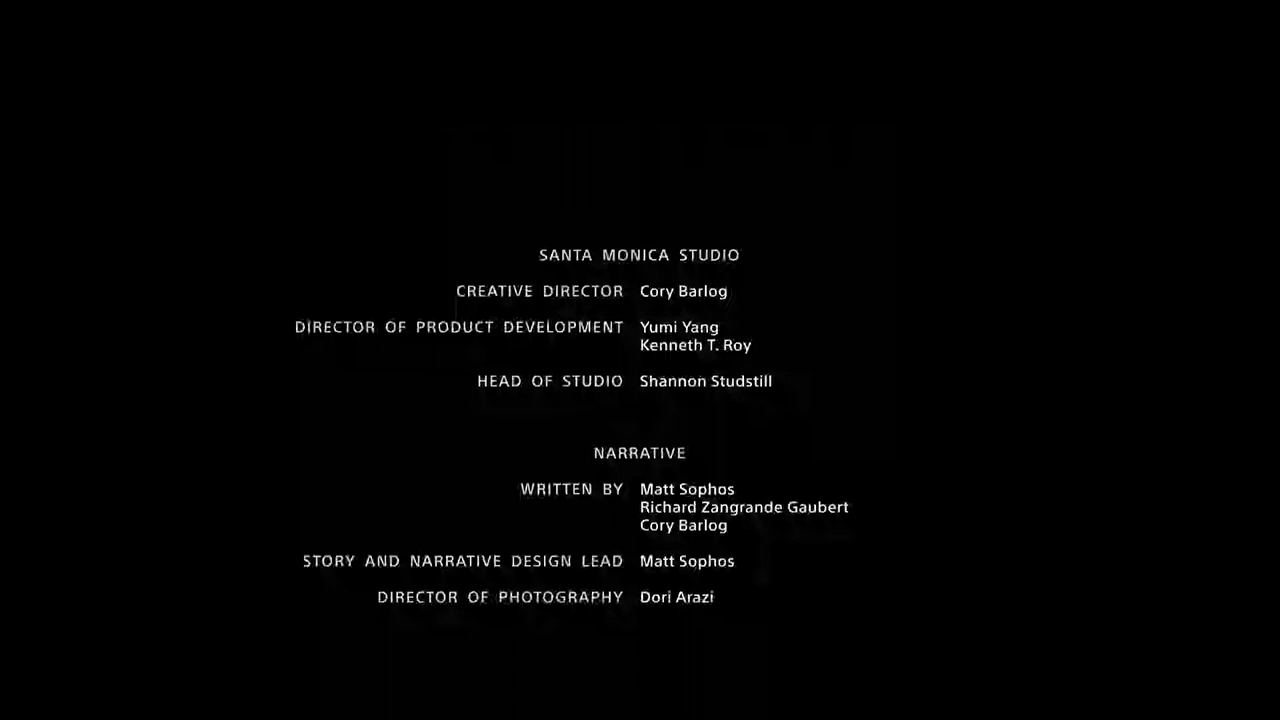 SANTA MONICA STUDIO
CREATIVE DIRECTOR Cory Barlog
DIRECTOR OF PRODUCT DEVELOPMENT Yumi Yang
Kenneth T. Roy
HEAD OF STUDIO Shannon Studstill
NARRATIVE
WRITTEN BY Matt Sophos
Richard Zangrande Gaubert
Cory Barlog
STORY AND NARRATIVE DESIGN LEAD Matt Sophos
DIRECTOR OF PHOTOGRAPHY Dori Arazi